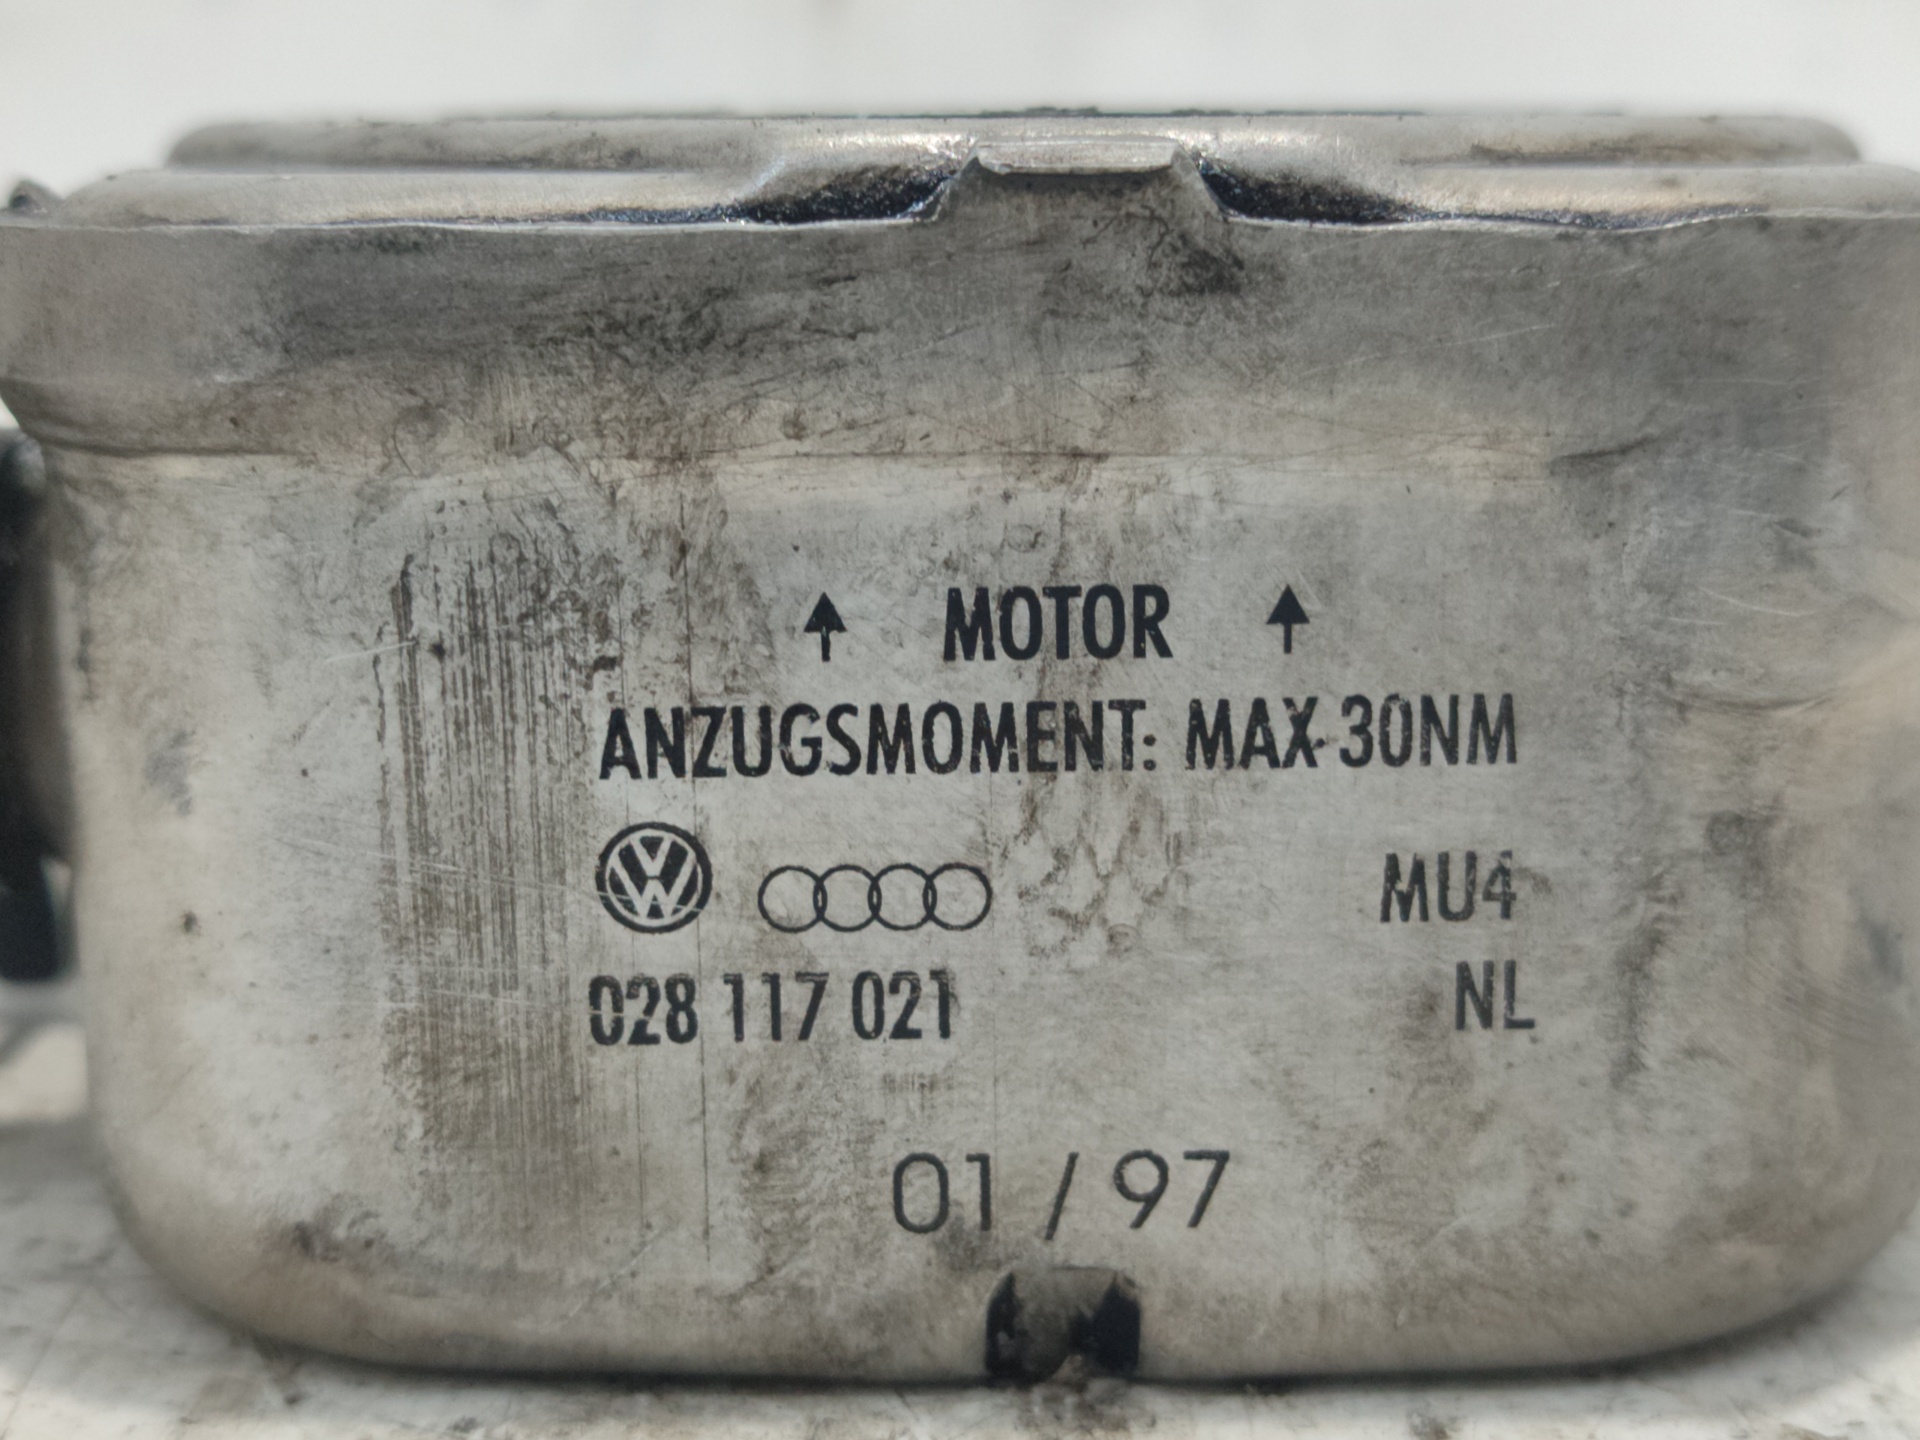 ↑ MOTOR ↑
ANZUGSMOMENT: MAX. 30NM
MU4
028 117 021 NL
01 / 97